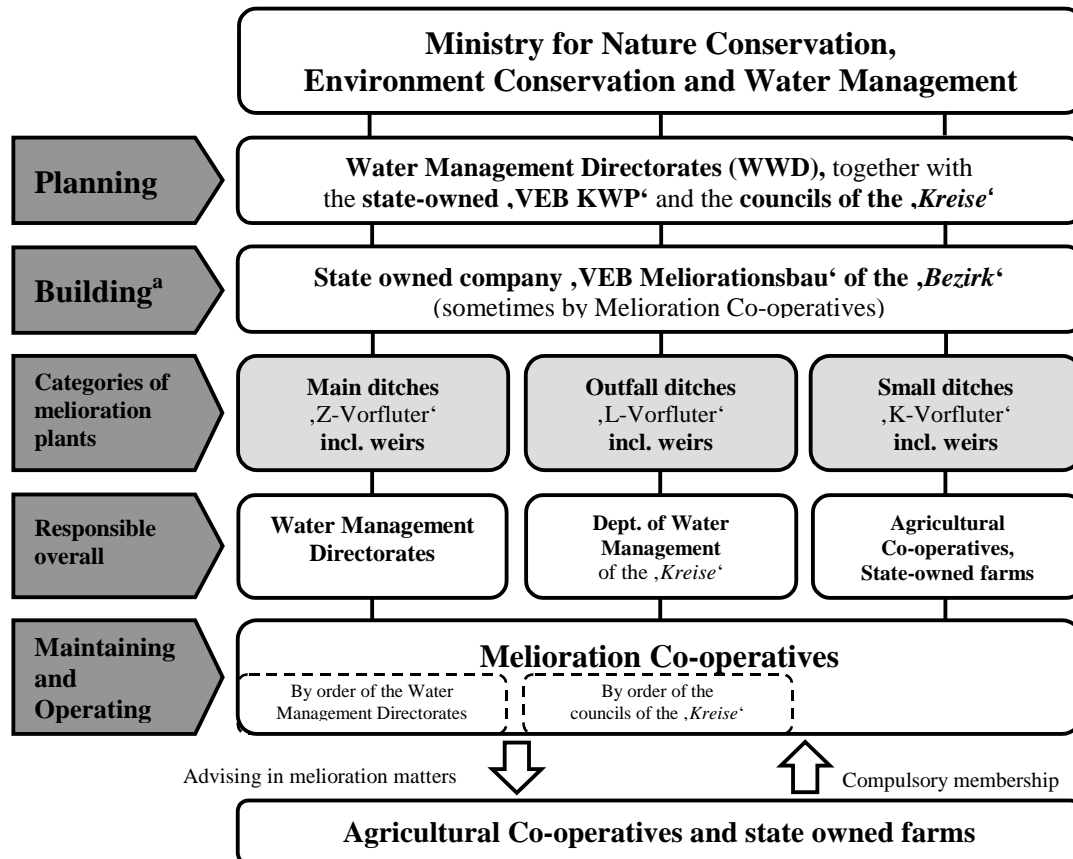 Ministry for Nature Conservation,
Environment Conservation and Water Management
Planning
Water Management Directorates (WWD), together with
the state-owned ‚VEB KWP‘ and the councils of the ‚Kreise‘
Buildingᵃ
State owned company ‚VEB Meliorationsbau‘ of the ‚Bezirk‘
(sometimes by Melioration Co-operatives)
Categories of
melioration
plants
Main ditches
‚Z-Vorfluter‘
incl. weirs
Outfall ditches
‚L-Vorfluter‘
incl. weirs
Small ditches
‚K-Vorfluter‘
incl. weirs
Responsible
overall
Water Management
Directorates
Dept. of Water
Management
of the ‚Kreise‘
Agricultural
Co-operatives,
State-owned farms
Maintaining
and
Operating
Melioration Co-operatives
By order of the Water
Management Directorates
By order of the
councils of the ‚Kreise‘
Advising in melioration matters
Compulsory membership
Agricultural Co-operatives and state owned farms